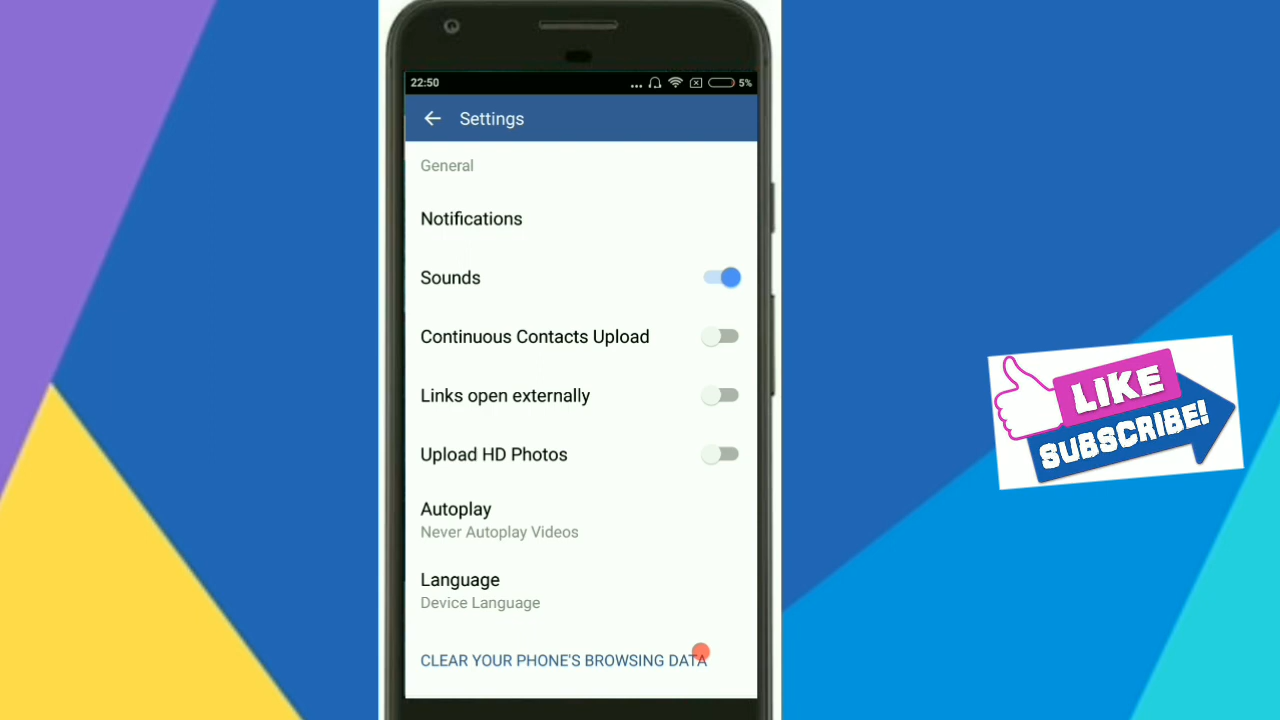 22:50
... 5%
Settings
General
Notifications
Sounds
Continuous Contacts Upload
Links open externally
Upload HD Photos
Autoplay
Never Autoplay Videos
Language
Device Language
CLEAR YOUR PHONE'S BROWSING DATA
LIKE
SUBSCRIBE!